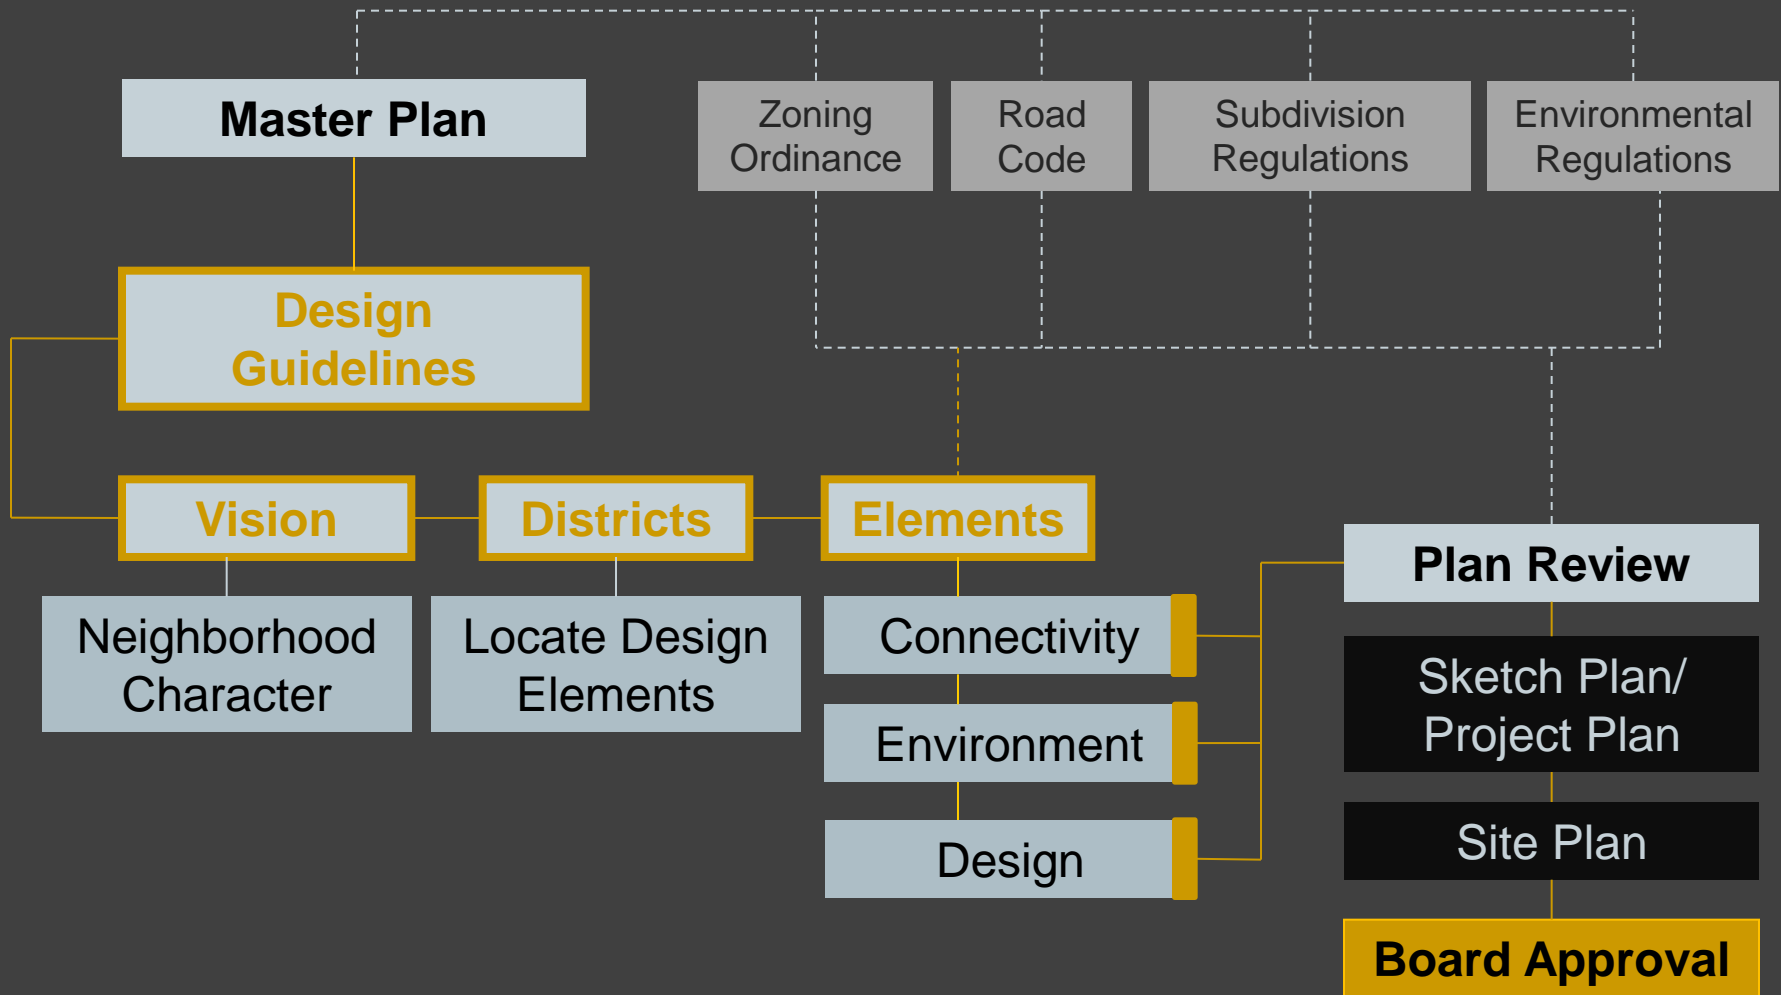 Master Plan
Zoning
Ordinance
Road
Code
Subdivision
Regulations
Environmental
Regulations
Design
Guidelines
Vision
Districts
Elements
Neighborhood
Character
Locate Design
Elements
Connectivity
Environment
Design
Plan Review
Sketch Plan/
Project Plan
Site Plan
Board Approval